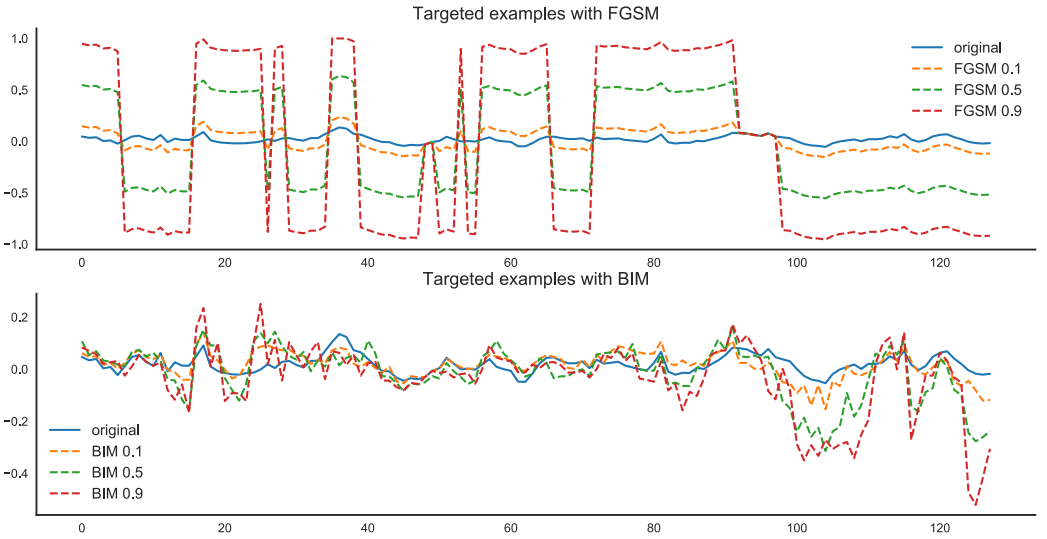 Targeted examples with FGSM
1.0
0.5
0.0
−0.5
−1.0
original
FGSM 0.1
FGSM 0.5
FGSM 0.9
0 20 40 60 80 100 120
Targeted examples with BIM
0.2
0.0
−0.2
−0.4
original
BIM 0.1
BIM 0.5
BIM 0.9
0 20 40 60 80 100 120